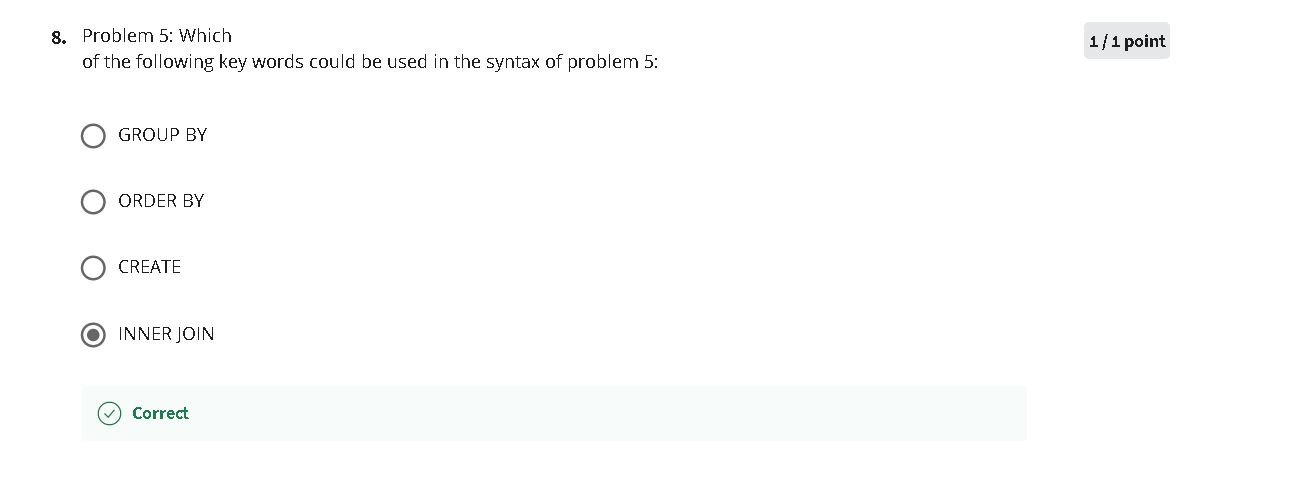 8. Problem 5: Which
1 / 1 point
of the following key words could be used in the syntax of problem 5:
GROUP BY
ORDER BY
CREATE
INNER JOIN
Correct